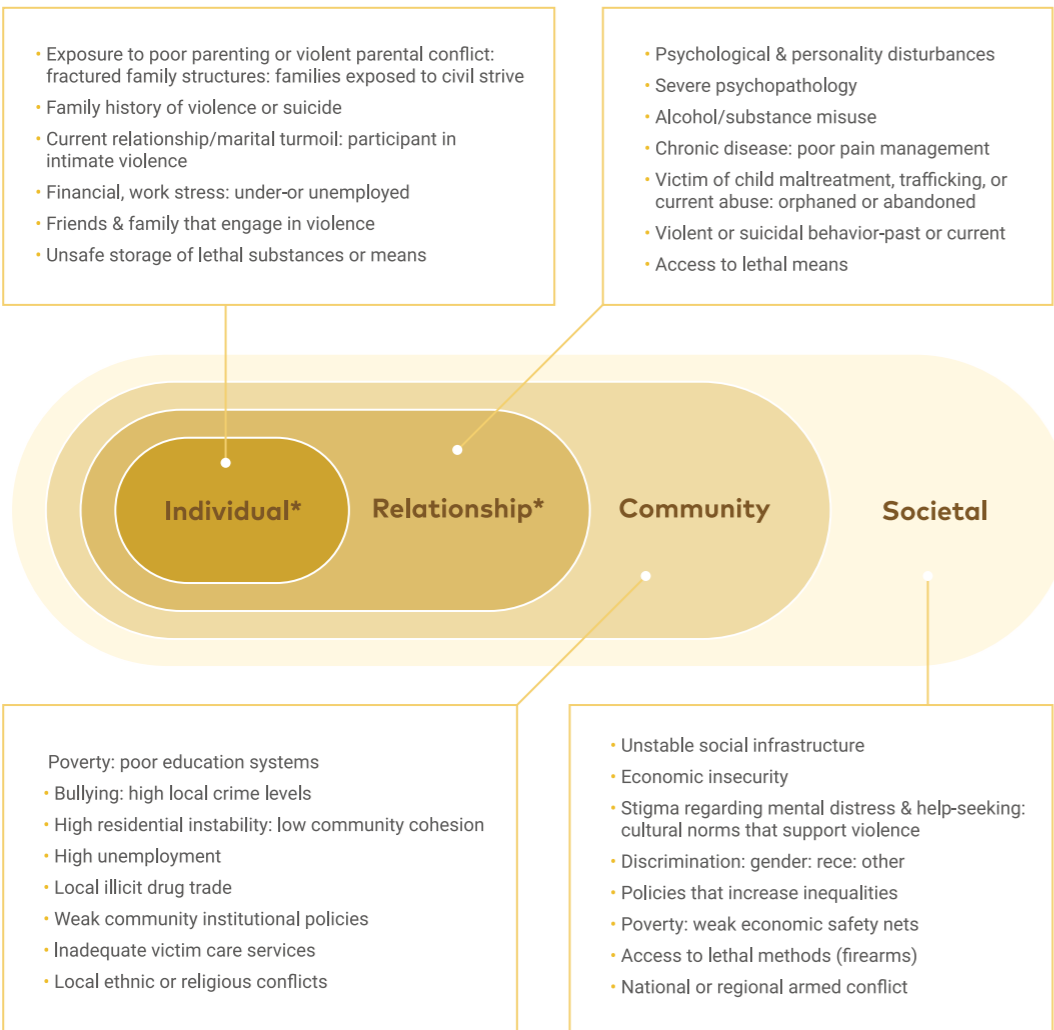 • Exposure to poor parenting or violent parental conflict:
fractured family structures: families exposed to civil strive
• Family history of violence or suicide
• Current relationship/marital turmoil: participant in
intimate violence
• Financial, work stress: under-or unemployed
• Friends & family that engage in violence
• Unsafe storage of lethal substances or means
• Psychological & personality disturbances
• Severe psychopathology
• Alcohol/substance misuse
• Chronic disease: poor pain management
• Victim of child maltreatment, trafficking, or
current abuse: orphaned or abandoned
• Violent or suicidal behavior-past or current
• Access to lethal means
Individual*
Relationship*
Community
Societal
Poverty: poor education systems
• Bullying: high local crime levels
• High residential instability: low community cohesion
• High unemployment
• Local illicit drug trade
• Weak community institutional policies
• Inadequate victim care services
• Local ethnic or religious conflicts
• Unstable social infrastructure
• Economic insecurity
• Stigma regarding mental distress & help-seeking:
cultural norms that support violence
• Discrimination: gender: rece: other
• Policies that increase inequalities
• Poverty: weak economic safety nets
• Access to lethal methods (firearms)
• National or regional armed conflict